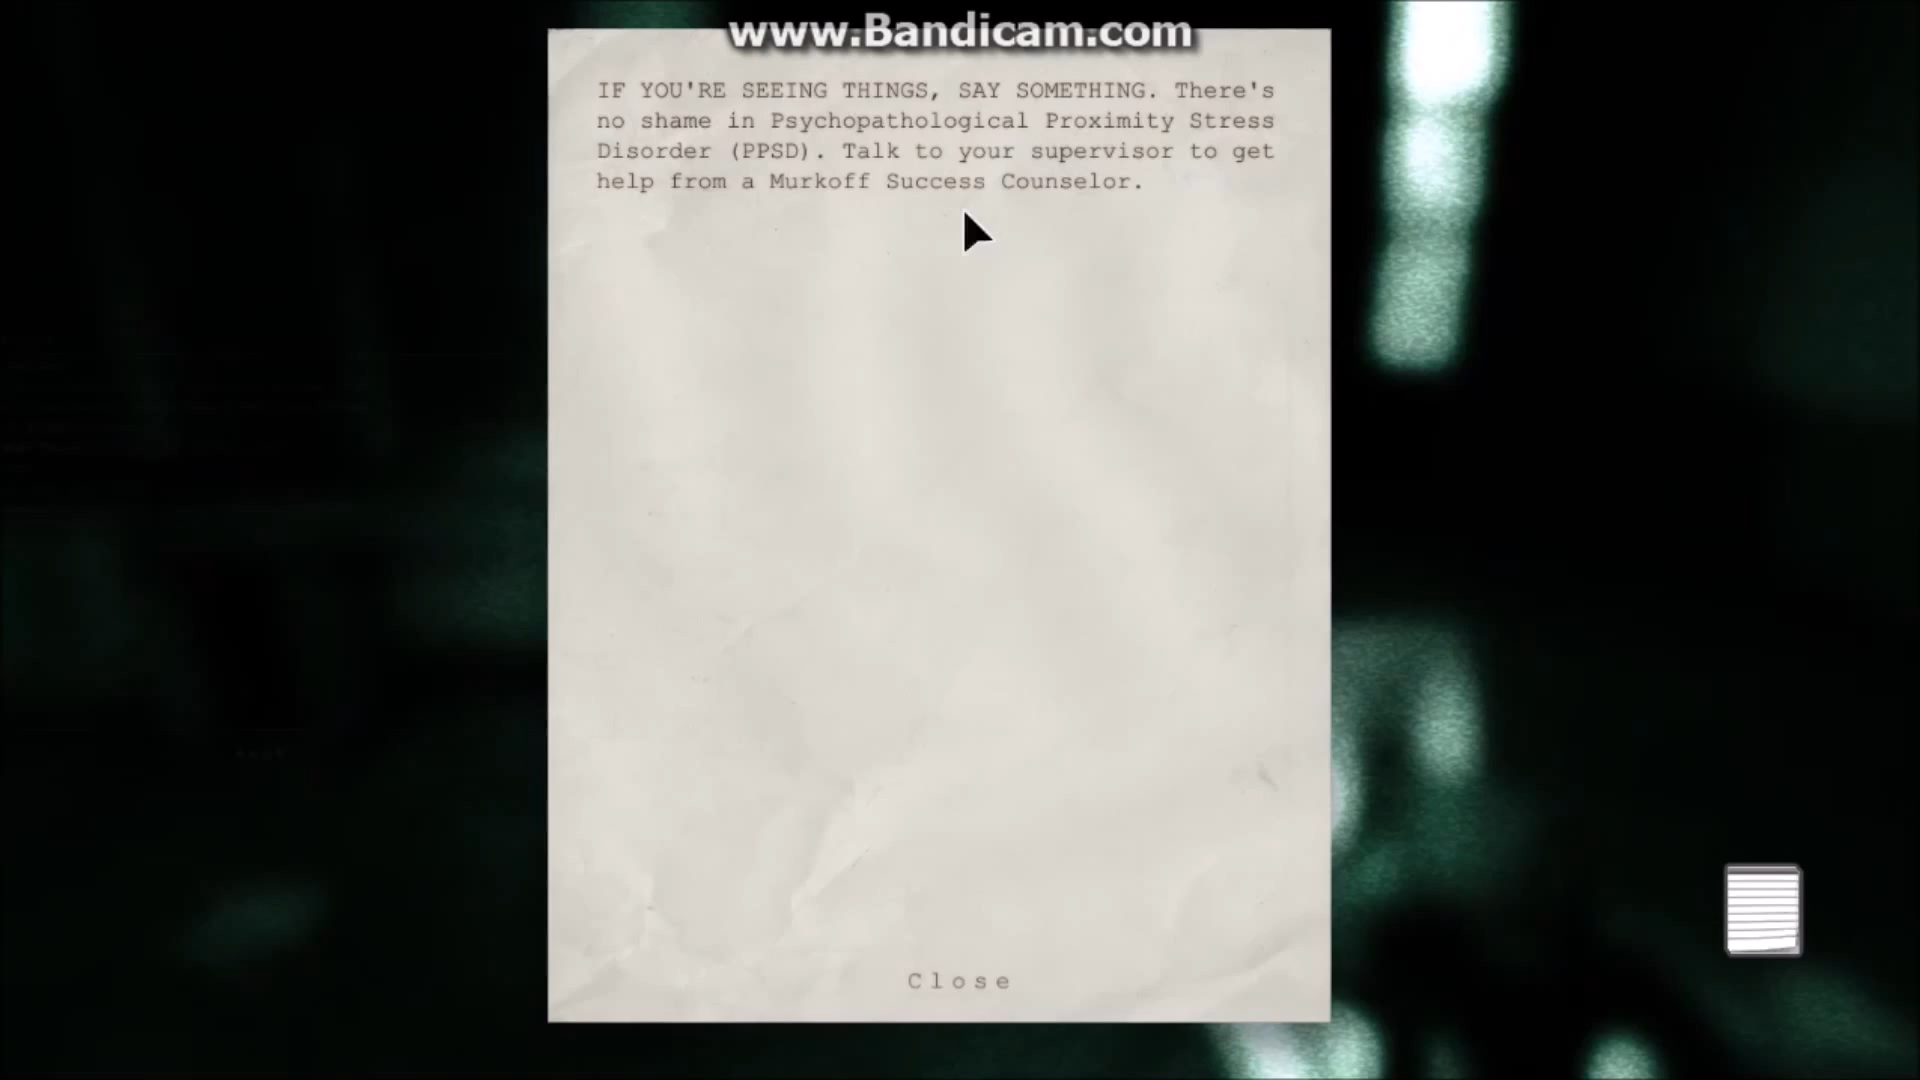 www.Bandicam.com
IF YOU'RE SEEING THINGS, SAY SOMETHING. There's
no shame in Psychopathological Proximity Stress
Disorder (PPSD). Talk to your supervisor to get
help from a Murkoff Success Counselor.
Close